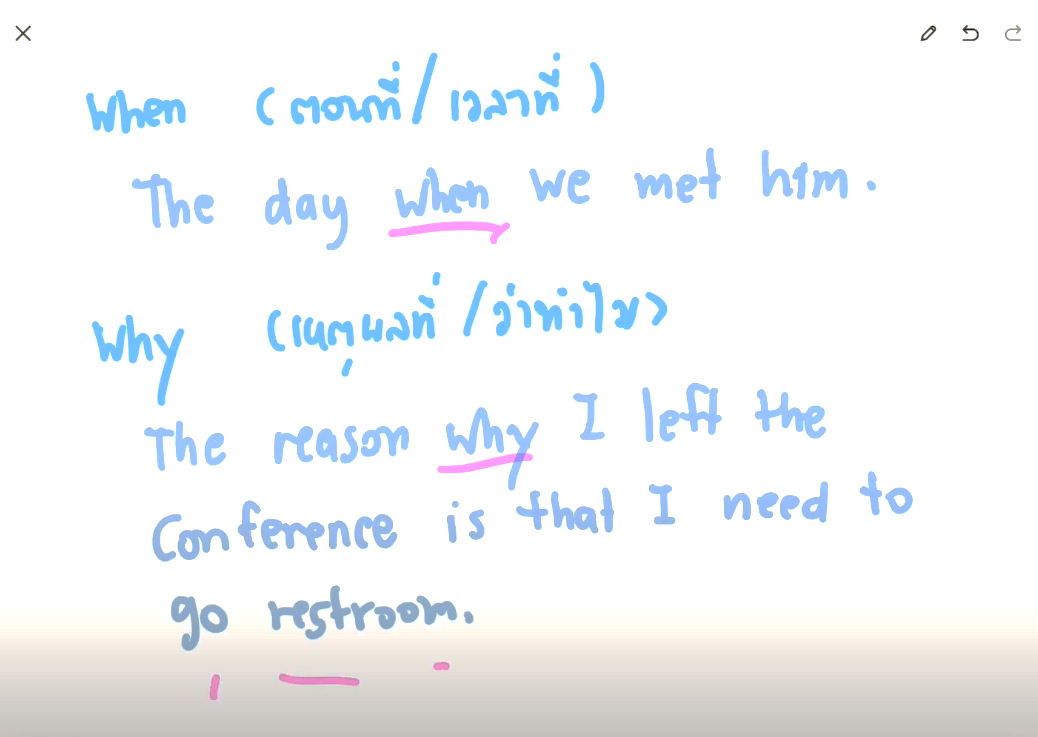 When (ตอนที่/เวลาที่)
The day when we met him.
Why (เหตุผลที่/ว่าทำไม)
The reason why I left the
Conference is that I need to
go restroom.